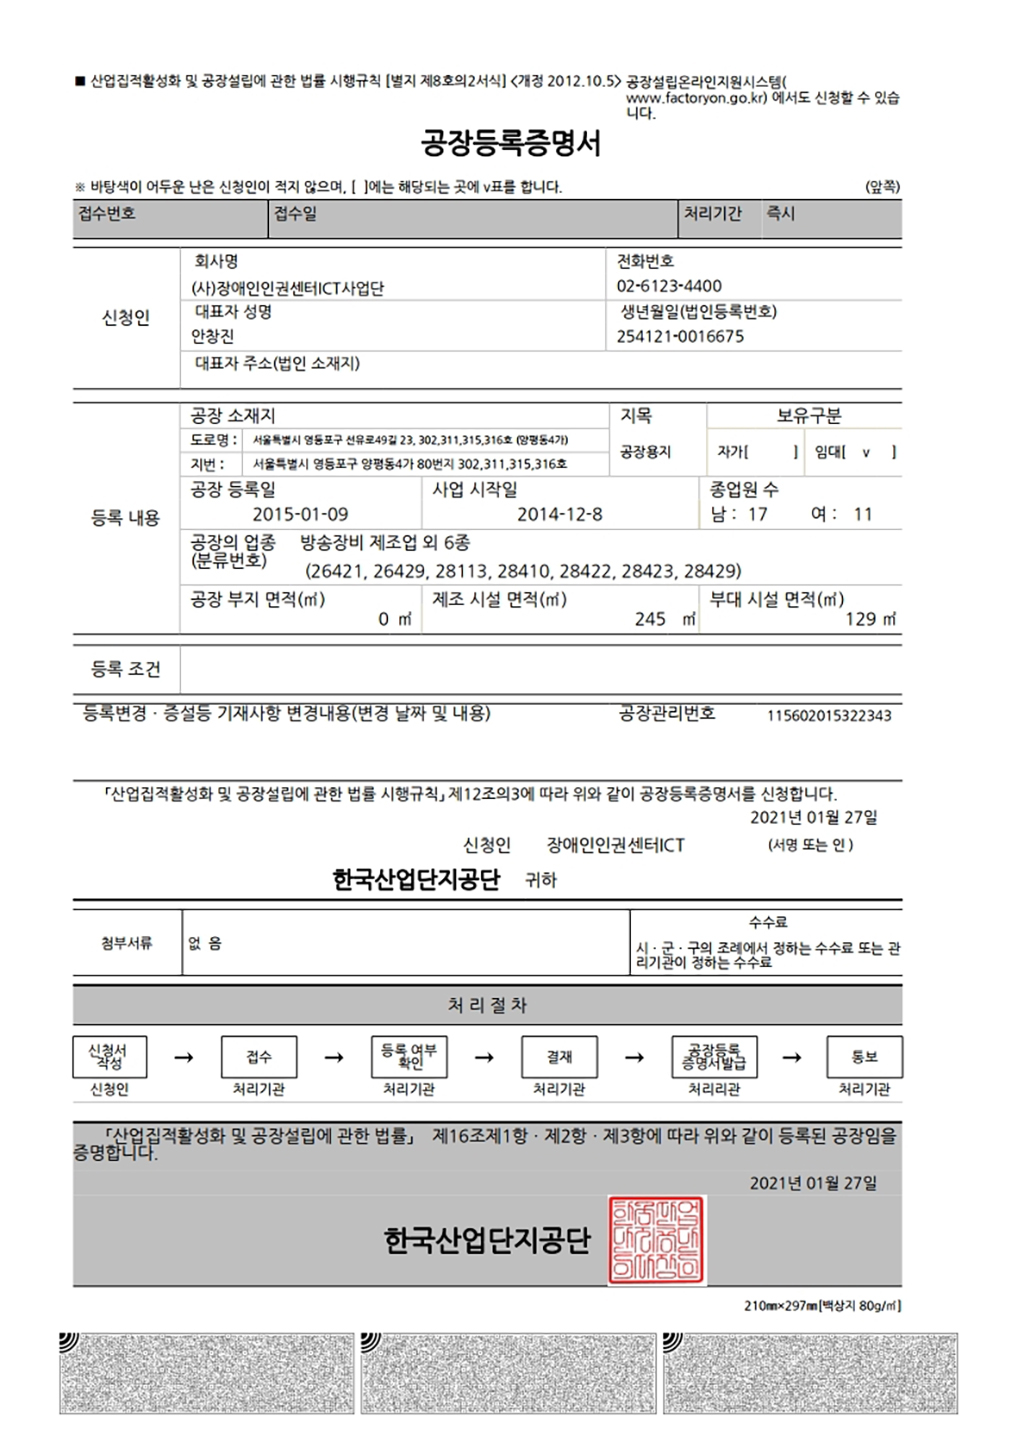 ■ 산업집적활성화 및 공장설립에 관한 법률 시행규칙 [별지 제8호의2서식] <개정 2012.10.5> 공장설립온라인지원시스템(
www.factoryon.go.kr) 에서도 신청할 수 있습
니다.
공장등록증명서
※ 바탕색이 어두운 난은 신청인이 적지 않으며, [ ]에는 해당되는 곳에 v표를 합니다. (앞쪽)
접수번호 접수일 처리기간 즉시
신청인
회사명 전화번호
(사)장애인인권센터ICT사업단 02-6123-4400
대표자 성명 생년월일(법인등록번호)
안창진 254121-0016675
대표자 주소(법인 소재지)
등록 내용
공장 소재지 지목 보유구분
도로명 : 서울특별시 영등포구 선유로49길 23, 302,311,315,316호 (양평동4가)
공장용지 자가[ ] 임대[ v ]
지번 : 서울특별시 영등포구 양평동4가 80번지 302,311,315,316호
공장 등록일 사업 시작일 종업원 수
2015-01-09 2014-12-8 남 : 17 여 : 11
공장의 업종 방송장비 제조업 외 6종
(분류번호) (26421, 26429, 28113, 28410, 28422, 28423, 28429)
공장 부지 면적(㎡) 제조 시설 면적(㎡) 부대 시설 면적(㎡)
0 ㎡ 245 ㎡ 129 ㎡
등록 조건
등록변경 · 증설등 기재사항 변경내용(변경 날짜 및 내용) 공장관리번호 115602015322343
「산업집적활성화 및 공장설립에 관한 법률 시행규칙」 제12조의3에 따라 위와 같이 공장등록증명서를 신청합니다.
2021년 01월 27일
신청인 장애인인권센터ICT (서명 또는 인 )
한국산업단지공단 귀하
첨부서류 없 음 수수료
시 · 군 · 구의 조례에서 정하는 수수료 또는 관
리기관이 정하는 수수료
처 리 절 차
신청서
작성 → 접수 → 등록 여부
확인 → 결재 → 공장등록
증명서발급 → 통보
신청인 처리기관 처리기관 처리기관 처리리관 처리기관
「산업집적활성화 및 공장설립에 관한 법률」 제16조제1항 · 제2항 · 제3항에 따라 위와 같이 등록된 공장임을
증명합니다.
2021년 01월 27일
한국산업단지공단
210㎜×297㎜[백상지 80g/㎡]